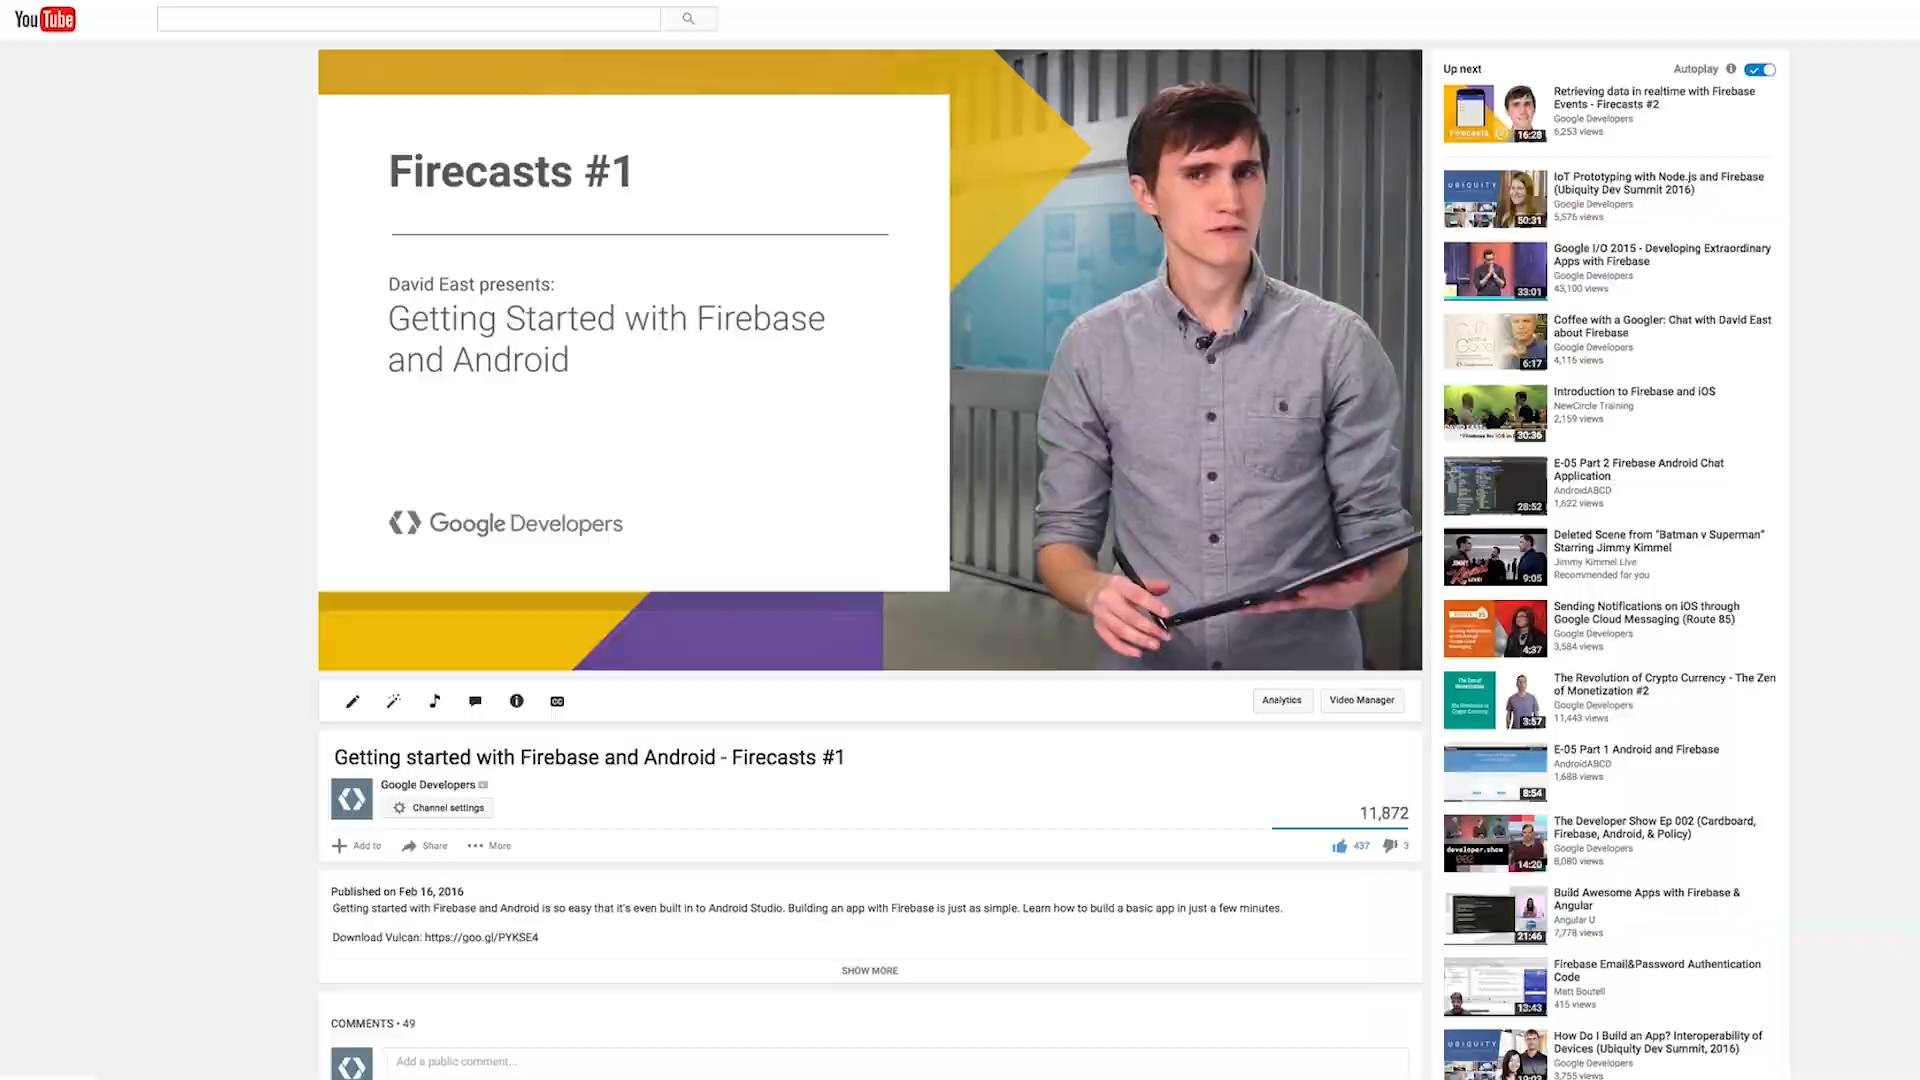 YouTube
Firecasts #1
David East presents:
Getting Started with Firebase
and Android
Google Developers
Analytics
Video Manager
Getting started with Firebase and Android - Firecasts #1
Google Developers
Channel settings
11,872
Add to
Share
More
437
3
Published on Feb 16, 2016
Getting started with Firebase and Android is so easy that it's even built in to Android Studio. Building an app with Firebase is just as simple. Learn how to build a basic app in just a few minutes.
Download Vulcan: https://goo.gl/PYKSE4
SHOW MORE
COMMENTS • 49
Add a public comment...
Up next
Autoplay
Firecasts
16:28
Retrieving data in realtime with Firebase
Events - Firecasts #2
Google Developers
6,253 views
UBIQUITY
50:31
IoT Prototyping with Node.js and Firebase
(Ubiquity Dev Summit 2016)
Google Developers
5,576 views
33:01
Google I/O 2015 - Developing Extraordinary
Apps with Firebase
Google Developers
43,100 views
6:17
Coffee with a Googler: Chat with David East
about Firebase
Google Developers
4,116 views
DAVID EAST
30:36
Introduction to Firebase and iOS
NewCircle Training
2,159 views
28:52
E-05 Part 2 Firebase Android Chat
Application
AndroidABCD
1,622 views
JIMMY
Kimmel
LIVE!
9:05
Deleted Scene from "Batman v Superman"
Starring Jimmy Kimmel
Jimmy Kimmel Live
Recommended for you
4:37
Sending Notifications on iOS through
Google Cloud Messaging (Route 85)
Google Developers
3,584 views
The Zen of
Monetization
3:57
The Revolution of Crypto Currency - The Zen
of Monetization #2
Google Developers
11,443 views
8:54
E-05 Part 1 Android and Firebase
AndroidABCD
1,688 views
developer.show
002
14:20
The Developer Show Ep 002 (Cardboard,
Firebase, Android, & Policy)
Google Developers
8,080 views
21:46
Build Awesome Apps with Firebase &
Angular
Angular U
7,778 views
13:43
Firebase Email&Password Authentication
Code
Matt Boutell
415 views
UBIQUITY
How Do I Build an App? Interoperability of
Devices (Ubiquity Dev Summit, 2016)
Google Developers
3,755 views